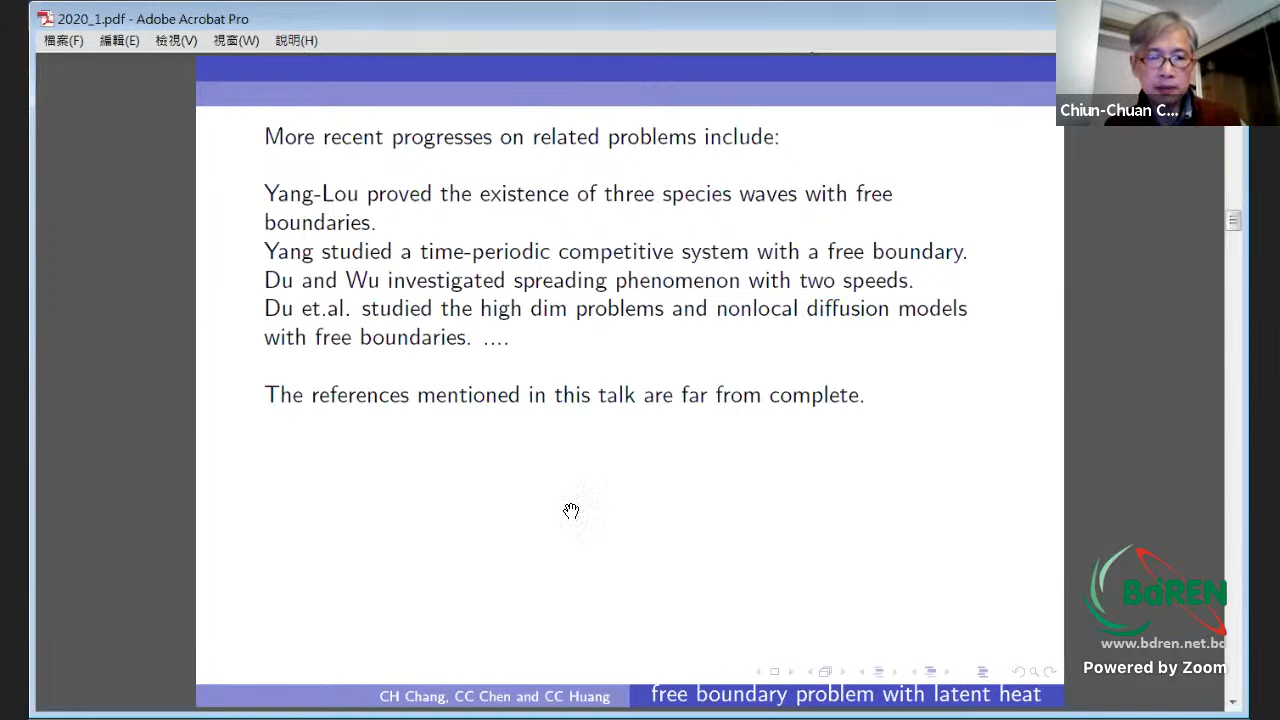 2020_1.pdf - Adobe Acrobat Pro
檔案(F) 編輯(E) 檢視(V) 視窗(W) 說明(H)
Chiun-Chuan C...
More recent progresses on related problems include:
Yang-Lou proved the existence of three species waves with free
boundaries.
Yang studied a time-periodic competitive system with a free boundary.
Du and Wu investigated spreading phenomenon with two speeds.
Du et.al. studied the high dim problems and nonlocal diffusion models
with free boundaries. ....
The references mentioned in this talk are far from complete.
BdREN
www.bdren.net.bd
Powered by Zoom
CH Chang, CC Chen and CC Huang
free boundary problem with latent heat